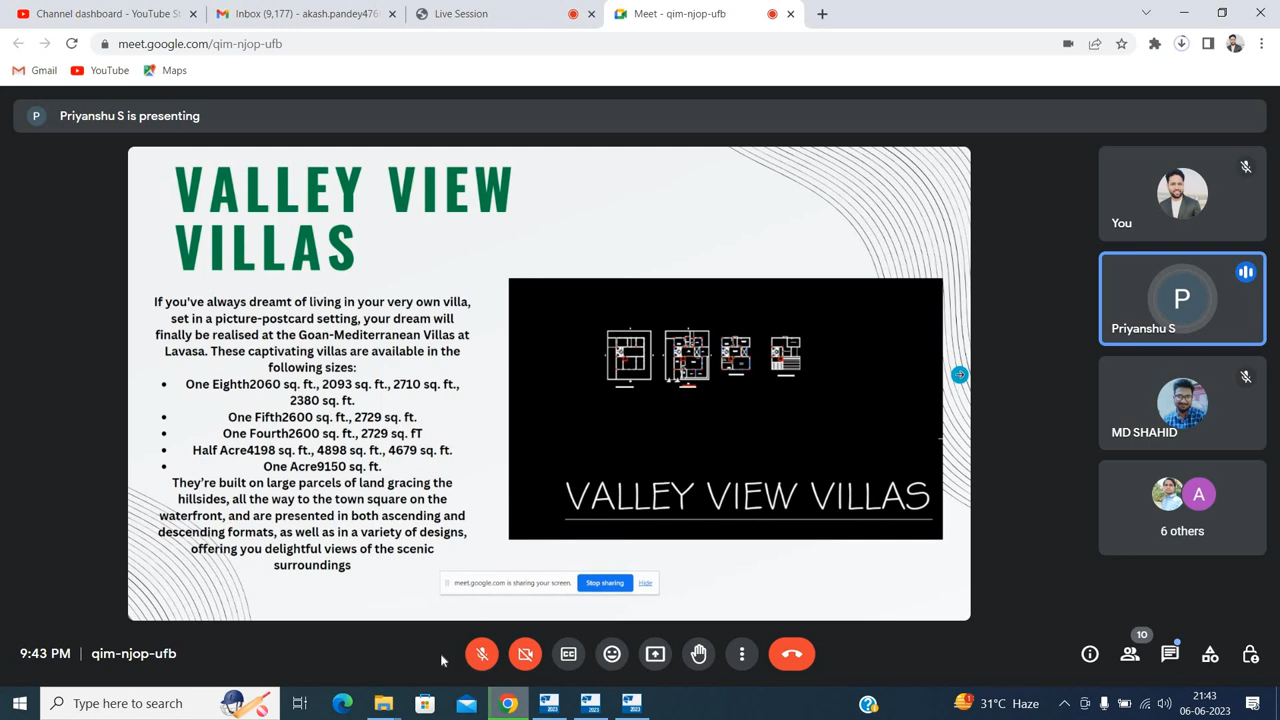 Channel dashboard - YouTube St
Inbox (9,177) - akash.pandey476
Live Session
Meet - qim-njop-ufb
meet.google.com/qim-njop-ufb
Gmail
YouTube
Maps
P
Priyanshu S is presenting
VALLEY VIEW
VILLAS
If you've always dreamt of living in your very own villa,
set in a picture-postcard setting, your dream will
finally be realised at the Goan-Mediterranean Villas at
Lavasa. These captivating villas are available in the
following sizes:
• One Eighth2060 sq. ft., 2093 sq. ft., 2710 sq. ft.,
2380 sq. ft.
• One Fifth2600 sq. ft., 2729 sq. ft.
• One Fourth2600 sq. ft., 2729 sq. fT
• Half Acre4198 sq. ft., 4898 sq. ft., 4679 sq. ft.
• One Acre9150 sq. ft.
They're built on large parcels of land gracing the
hillsides, all the way to the town square on the
waterfront, and are presented in both ascending and
descending formats, as well as in a variety of designs,
offering you delightful views of the scenic
surroundings
VALLEY VIEW VILLAS
meet.google.com is sharing your screen.
Stop sharing
Hide
You
P
Priyanshu S
MD SHAHID
A
6 others
9:43 PM | qim-njop-ufb
10
Type here to search
2023
2023
2023
31°C Haze
21:43
06-06-2023